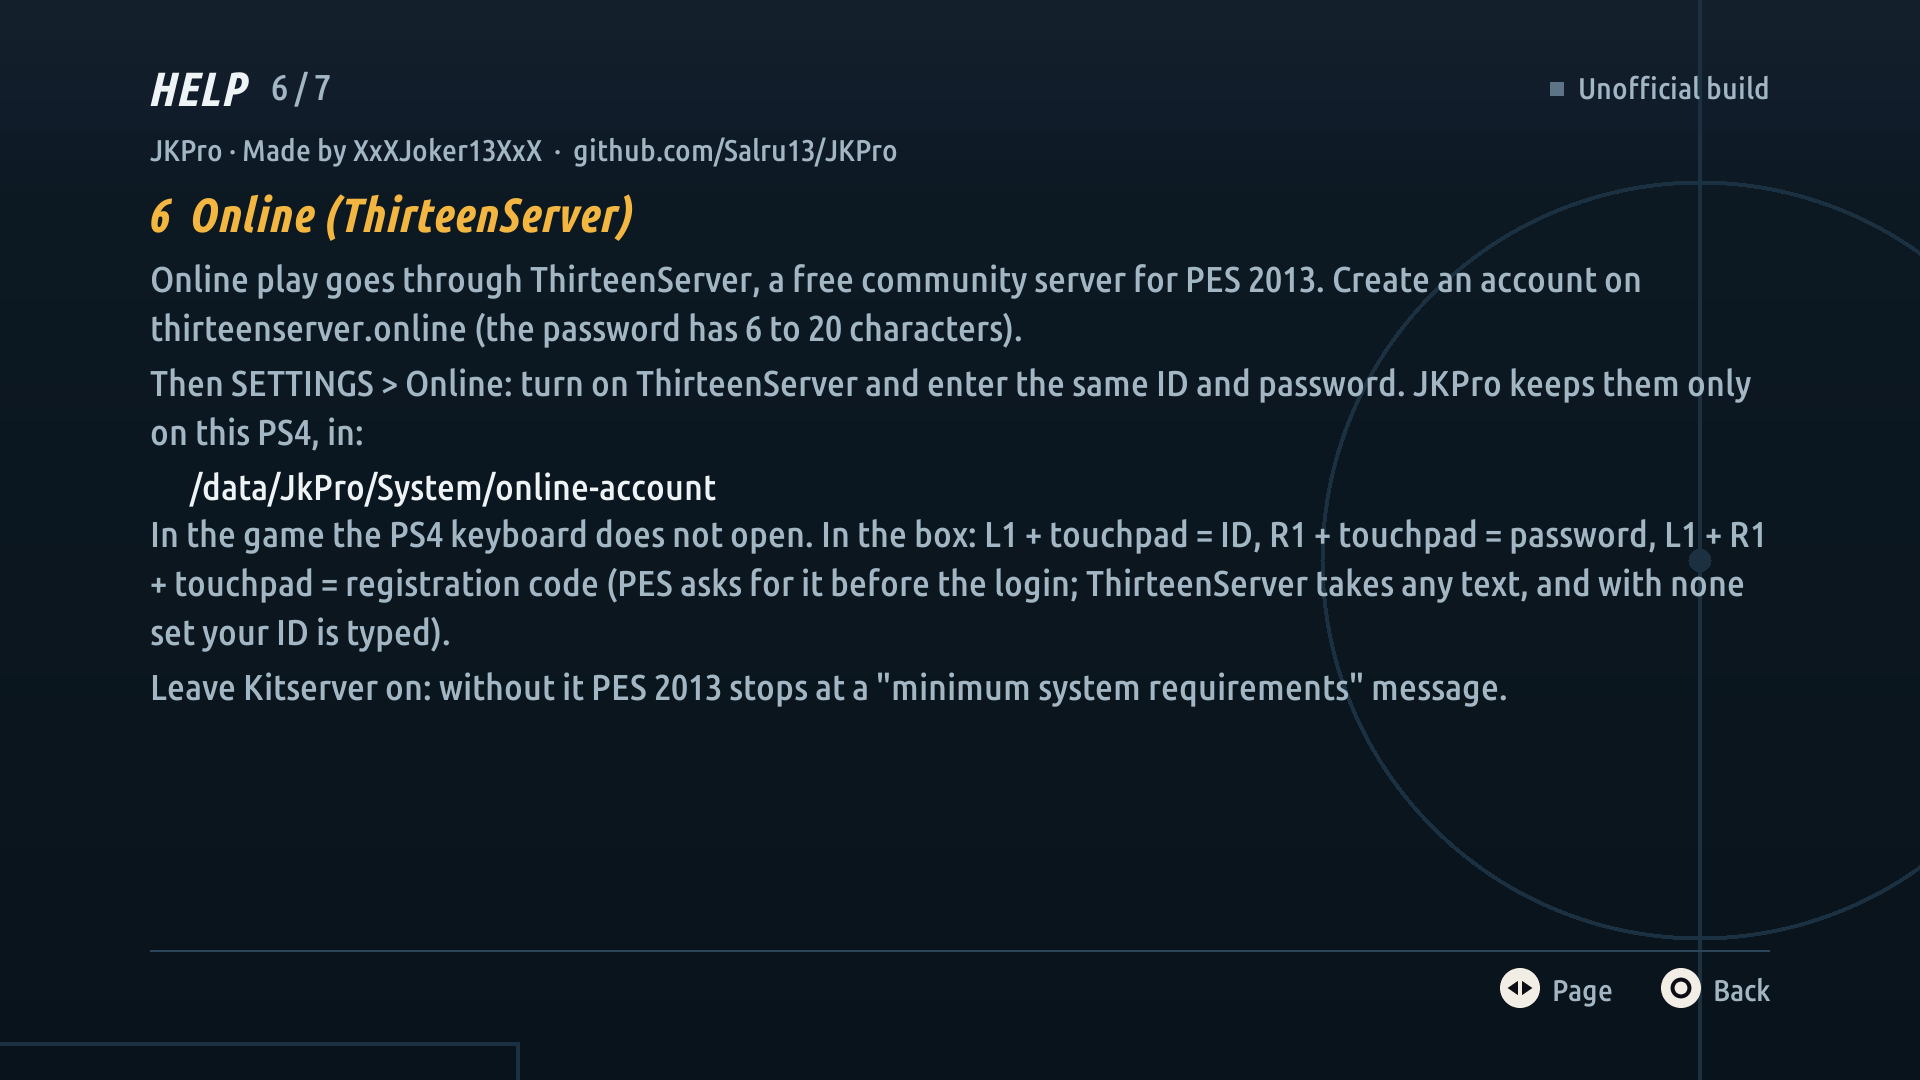 HELP 6 / 7
Unofficial build
JKPro · Made by XxXJoker13XxX · github.com/Salru13/JKPro
6 Online (ThirteenServer)
Online play goes through ThirteenServer, a free community server for PES 2013. Create an account on
thirteenserver.online (the password has 6 to 20 characters).
Then SETTINGS > Online: turn on ThirteenServer and enter the same ID and password. JKPro keeps them only
on this PS4, in:
/data/JkPro/System/online-account
In the game the PS4 keyboard does not open. In the box: L1 + touchpad = ID, R1 + touchpad = password, L1 + R1
+ touchpad = registration code (PES asks for it before the login; ThirteenServer takes any text, and with none
set your ID is typed).
Leave Kitserver on: without it PES 2013 stops at a "minimum system requirements" message.
Page
Back